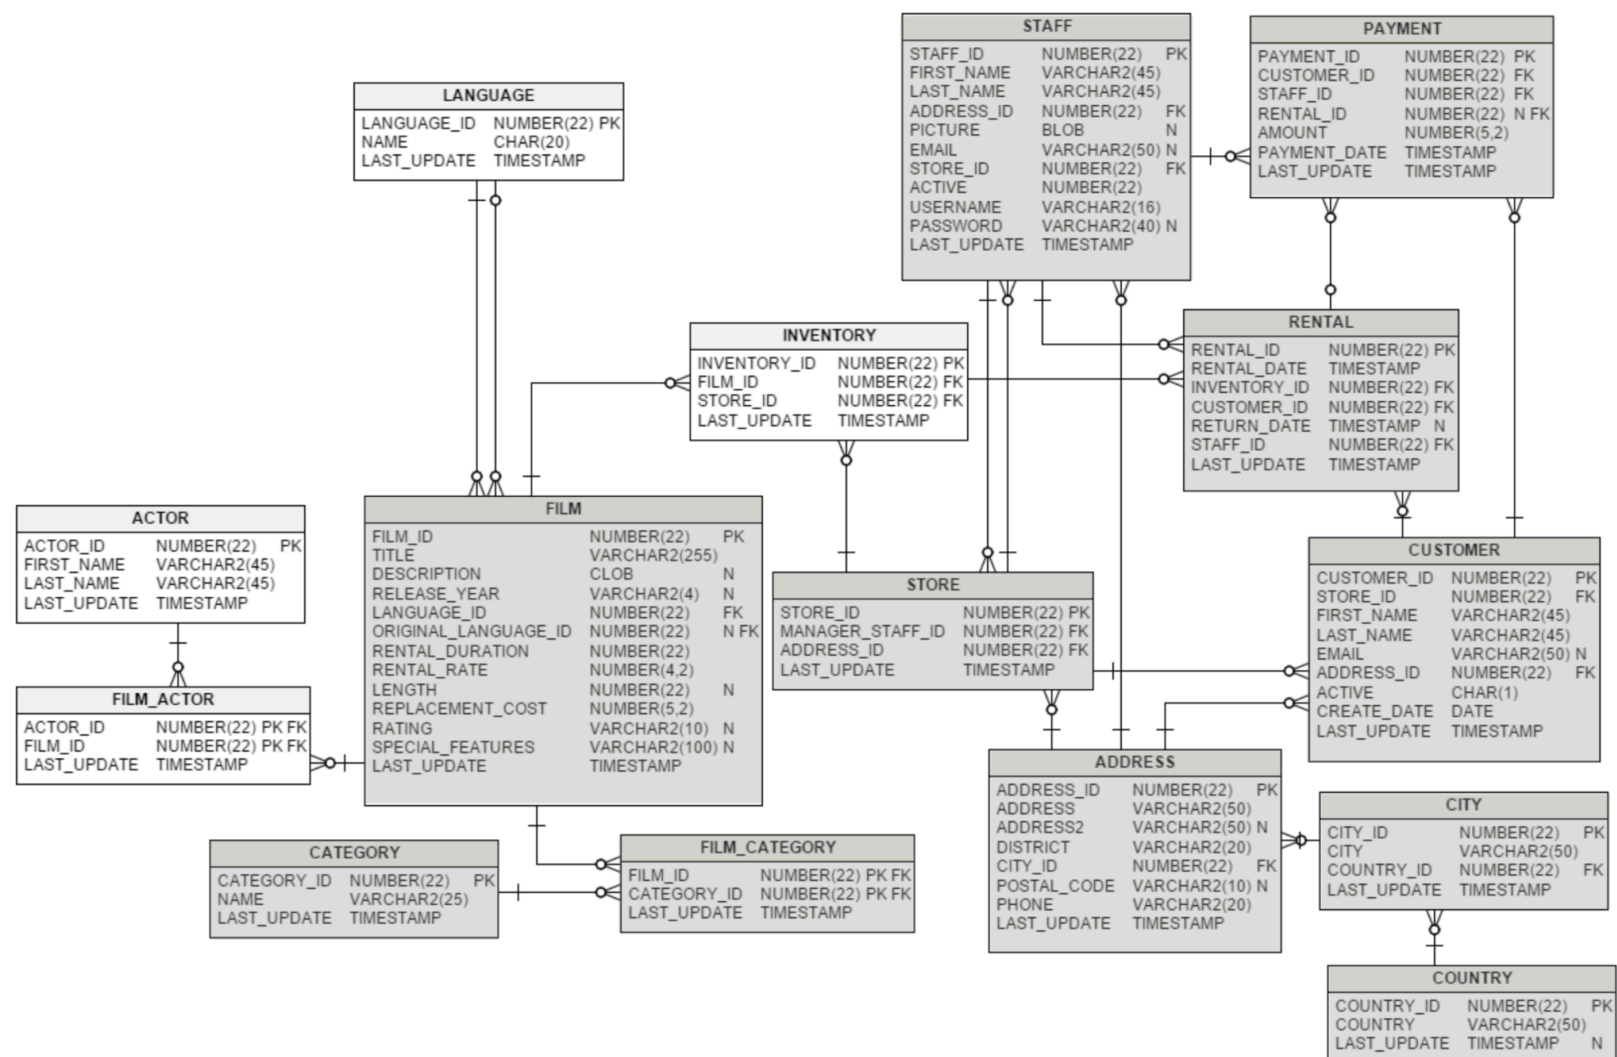 STAFF
STAFF_ID NUMBER(22) PK
FIRST_NAME VARCHAR2(45)
LAST_NAME VARCHAR2(45)
ADDRESS_ID NUMBER(22) FK
PICTURE BLOB N
EMAIL VARCHAR2(50) N
STORE_ID NUMBER(22) FK
ACTIVE NUMBER(22)
USERNAME VARCHAR2(16)
PASSWORD VARCHAR2(40) N
LAST_UPDATE TIMESTAMP
PAYMENT
PAYMENT_ID NUMBER(22) PK
CUSTOMER_ID NUMBER(22) FK
STAFF_ID NUMBER(22) FK
RENTAL_ID NUMBER(22) N FK
AMOUNT NUMBER(5,2)
PAYMENT_DATE TIMESTAMP
LAST_UPDATE TIMESTAMP
LANGUAGE
LANGUAGE_ID NUMBER(22) PK
NAME CHAR(20)
LAST_UPDATE TIMESTAMP
INVENTORY
INVENTORY_ID NUMBER(22) PK
FILM_ID NUMBER(22) FK
STORE_ID NUMBER(22) FK
LAST_UPDATE TIMESTAMP
RENTAL
RENTAL_ID NUMBER(22) PK
RENTAL_DATE TIMESTAMP
INVENTORY_ID NUMBER(22) FK
CUSTOMER_ID NUMBER(22) FK
RETURN_DATE TIMESTAMP N
STAFF_ID NUMBER(22) FK
LAST_UPDATE TIMESTAMP
ACTOR
ACTOR_ID NUMBER(22) PK
FIRST_NAME VARCHAR2(45)
LAST_NAME VARCHAR2(45)
LAST_UPDATE TIMESTAMP
FILM
FILM_ID NUMBER(22) PK
TITLE VARCHAR2(255)
DESCRIPTION CLOB N
RELEASE_YEAR VARCHAR2(4) N
LANGUAGE_ID NUMBER(22) FK
ORIGINAL_LANGUAGE_ID NUMBER(22) N FK
RENTAL_DURATION NUMBER(22)
RENTAL_RATE NUMBER(4,2)
LENGTH NUMBER(22) N
REPLACEMENT_COST NUMBER(5,2)
RATING VARCHAR2(10) N
SPECIAL_FEATURES VARCHAR2(100) N
LAST_UPDATE TIMESTAMP
STORE
STORE_ID NUMBER(22) PK
MANAGER_STAFF_ID NUMBER(22) FK
ADDRESS_ID NUMBER(22) FK
LAST_UPDATE TIMESTAMP
CUSTOMER
CUSTOMER_ID NUMBER(22) PK
STORE_ID NUMBER(22) FK
FIRST_NAME VARCHAR2(45)
LAST_NAME VARCHAR2(45)
EMAIL VARCHAR2(50) N
ADDRESS_ID NUMBER(22) FK
ACTIVE CHAR(1)
CREATE_DATE DATE
LAST_UPDATE TIMESTAMP
FILM_ACTOR
ACTOR_ID NUMBER(22) PK FK
FILM_ID NUMBER(22) PK FK
LAST_UPDATE TIMESTAMP
ADDRESS
ADDRESS_ID NUMBER(22) PK
ADDRESS VARCHAR2(50)
ADDRESS2 VARCHAR2(50) N
DISTRICT VARCHAR2(20)
CITY_ID NUMBER(22) FK
POSTAL_CODE VARCHAR2(10) N
PHONE VARCHAR2(20)
LAST_UPDATE TIMESTAMP
CITY
CITY_ID NUMBER(22) PK
CITY VARCHAR2(50)
COUNTRY_ID NUMBER(22) FK
LAST_UPDATE TIMESTAMP
CATEGORY
CATEGORY_ID NUMBER(22) PK
NAME VARCHAR2(25)
LAST_UPDATE TIMESTAMP
FILM_CATEGORY
FILM_ID NUMBER(22) PK FK
CATEGORY_ID NUMBER(22) PK FK
LAST_UPDATE TIMESTAMP
COUNTRY
COUNTRY_ID NUMBER(22) PK
COUNTRY VARCHAR2(50)
LAST_UPDATE TIMESTAMP N